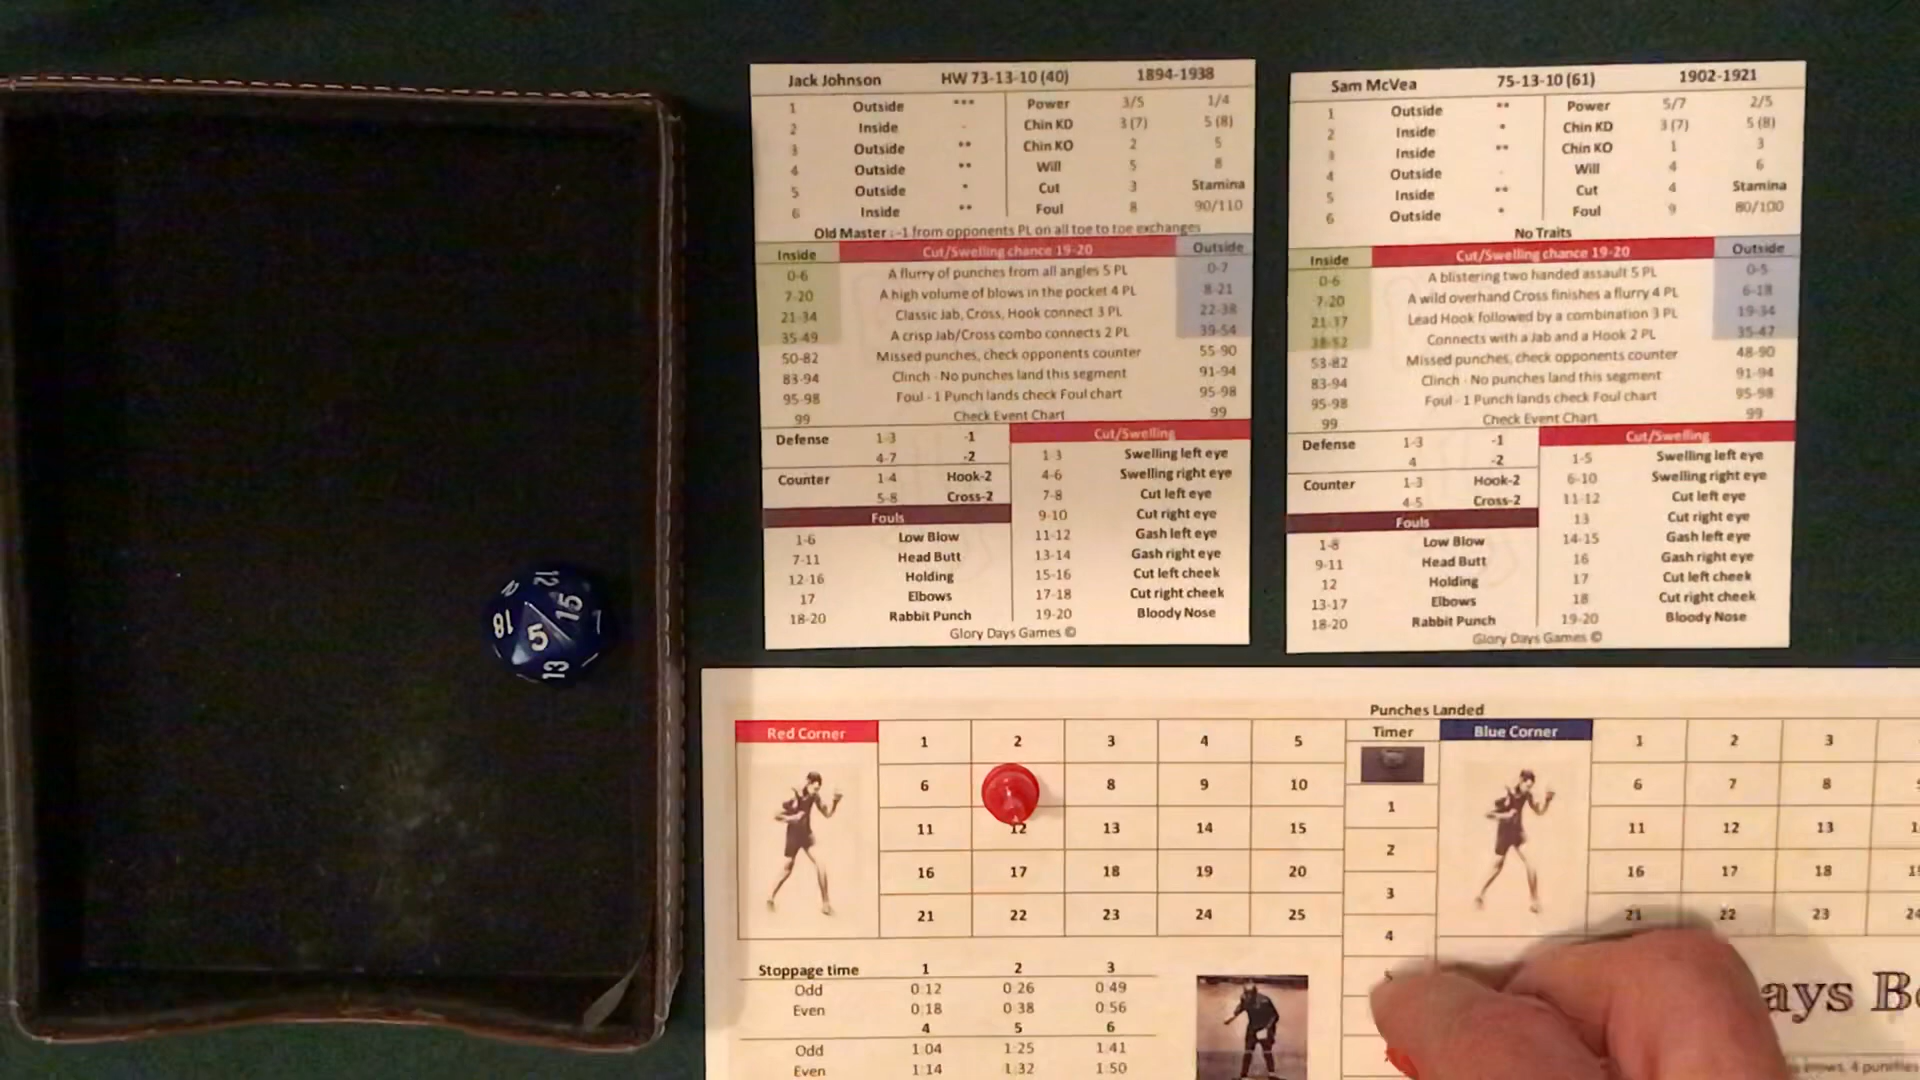 Jack Johnson HW 73-13-10 (40) 1894-1938
1 Outside *** Power 3/5 1/4
2 Inside - Chin KD 3 (7) 5 (8)
3 Outside ** Chin KO 2 5
4 Outside ** Will 5 8
5 Outside * Cut 3 Stamina
6 Inside ** Foul 8 90/110
Old Master : -1 from opponents PL on all toe to toe exchanges
Inside Cut/Swelling chance 19-20 Outside
0-6 A flurry of punches from all angles 5 PL 0-7
7-20 A high volume of blows in the pocket 4 PL 8-21
21-34 Classic Jab, Cross, Hook connect 3 PL 22-38
35-49 A crisp Jab/Cross combo connects 2 PL 39-54
50-82 Missed punches, check opponents counter 55-90
83-94 Clinch - No punches land this segment 91-94
95-98 Foul - 1 Punch lands check Foul chart 95-98
99 Check Event Chart 99
Defense 1-3 -1
4-7 -2
Counter 1-4 Hook-2
5-8 Cross-2
Fouls
1-6 Low Blow
7-11 Head Butt
12-16 Holding
17 Elbows
18-20 Rabbit Punch
Cut/Swelling
1-3 Swelling left eye
4-6 Swelling right eye
7-8 Cut left eye
9-10 Cut right eye
11-12 Gash left eye
13-14 Gash right eye
15-16 Cut left cheek
17-18 Cut right cheek
19-20 Bloody Nose
Glory Days Games ©
Sam McVea 75-13-10 (61) 1902-1921
1 Outside ** Power 5/7 2/5
2 Inside * Chin KD 3 (7) 5 (8)
3 Inside ** Chin KO 1 3
4 Outside - Will 4 6
5 Inside ** Cut 4 Stamina
6 Outside * Foul 9 80/100
No Traits
Inside Cut/Swelling chance 19-20 Outside
0-6 A blistering two handed assault 5 PL 0-5
7-20 A wild overhand Cross finishes a flurry 4 PL 6-18
21-37 Lead Hook followed by a combination 3 PL 19-34
38-52 Connects with a Jab and a Hook 2 PL 35-47
53-82 Missed punches, check opponents counter 48-90
83-94 Clinch - No punches land this segment 91-94
95-98 Foul - 1 Punch lands check Foul chart 95-98
99 Check Event Chart 99
Defense 1-3 -1
4 -2
Counter 1-3 Hook-2
4-5 Cross-2
Fouls
1-8 Low Blow
9-11 Head Butt
12 Holding
13-17 Elbows
18-20 Rabbit Punch
Cut/Swelling
1-5 Swelling left eye
6-10 Swelling right eye
11-12 Cut left eye
13 Cut right eye
14-15 Gash left eye
16 Gash right eye
17 Cut left cheek
18 Cut right cheek
19-20 Bloody Nose
Glory Days Games ©
12
15
18
5
7
13
Punches Landed
Red Corner 1 2 3 4 5
6 8 9 10
11 12 13 14 15
16 17 18 19 20
21 22 23 24 25
Timer
1
2
3
4
5
Blue Corner 1 2 3
6 7 8
11 12 13
16 17 18
21 22 23
Stoppage time 1 2 3
Odd 0:12 0:26 0:49
Even 0:18 0:38 0:56
4 5 6
Odd 1:04 1:25 1:41
Even 1:14 1:32 1:50
ays B